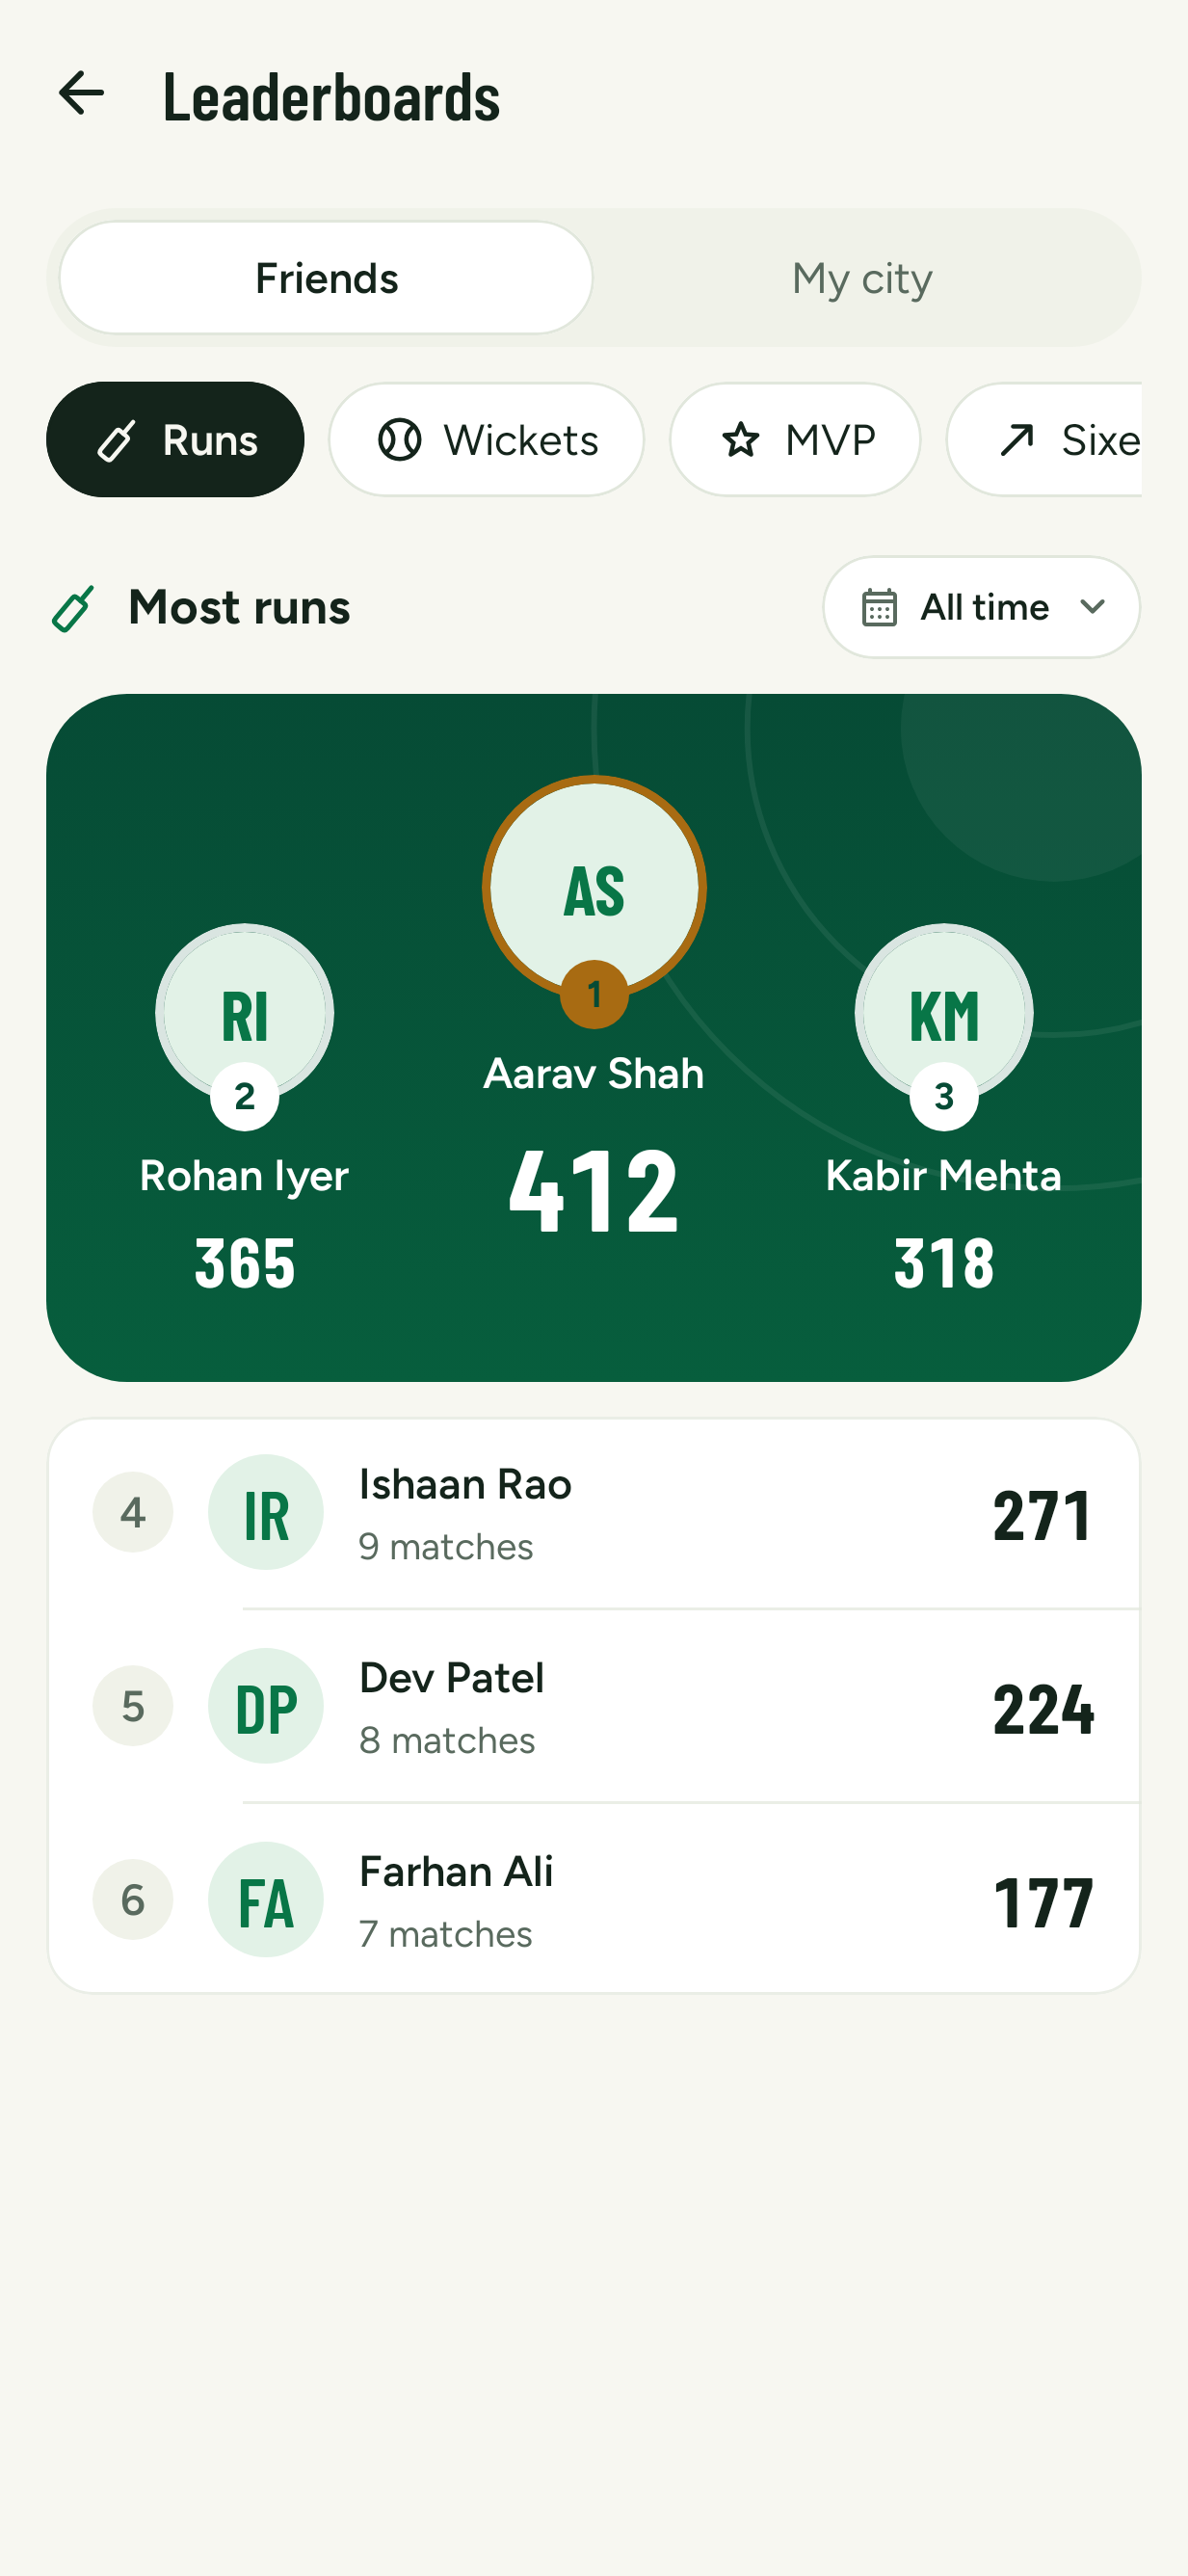 Leaderboards
Friends
My city
Runs
Wickets
MVP
Sixe
Most runs
All time
AS
1
Aarav Shah
412
RI
2
Rohan Iyer
365
KM
3
Kabir Mehta
318
4
IR
Ishaan Rao
9 matches
271
5
DP
Dev Patel
8 matches
224
6
FA
Farhan Ali
7 matches
177